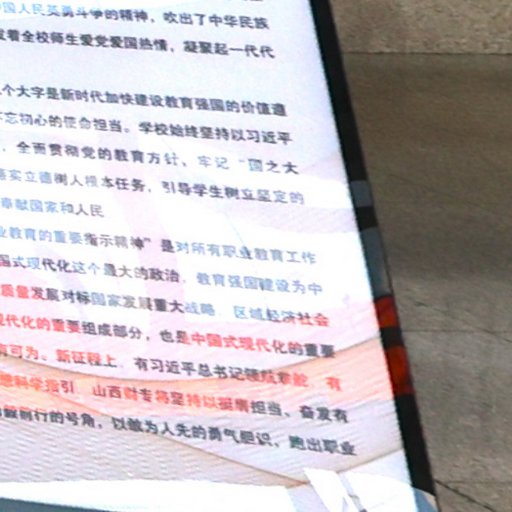 国人民英勇斗争的精神，吹出了中华民族
着全校师生爱党爱国热情，凝聚起一代代
个大字是新时代加快建设教育强国的价值遵
忘初心的使命担当。学校始终坚持以习近平
，全面贯彻党的教育方针，牢记“国之大
落实立德树人根本任务，引导学生树立坚定的
奉献国家和人民
业教育的重要指示精神”是对所有职业教育工作
国式现代化这个最大的政治，教育强国建设为中
质量发展对标国家发展重大战略，区域经济社会
现代化的重要组成部分，也是中国式现代化的重要
有可为、新征程上，有习近平总书记领航掌舵，有
想科学指引，山西财专将坚持以挺膺担当、奋发有
前行的号角，以敢为人先的勇气胆识，跑出职业